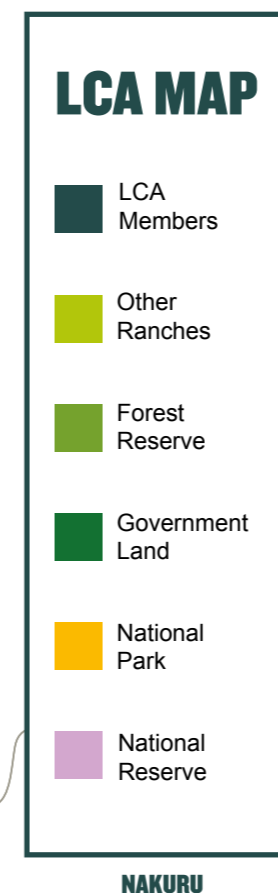 LCA MAP
LCA
Members
Other
Ranches
Forest
Reserve
Government
Land
National
Park
National
Reserve
NAKURU